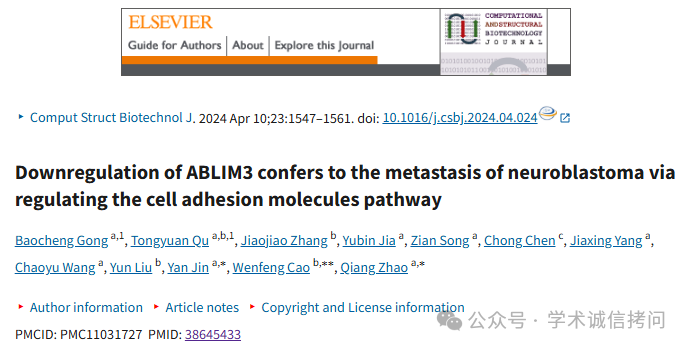 ELSEVIER
Guide for Authors | About | Explore this Journal
COMPUTATIONAL
AND STRUCTURAL
BIOTECHNOLOGY
JOURNAL
Comput Struct Biotechnol J. 2024 Apr 10;23:1547–1561. doi: 10.1016/j.csbj.2024.04.024
Downregulation of ABLIM3 confers to the metastasis of neuroblastoma via
regulating the cell adhesion molecules pathway
Baocheng Gong a,1, Tongyuan Qu a,b,1, Jiaojiao Zhang b, Yubin Jia a, Zian Song a, Chong Chen c, Jiaxing Yang a,
Chaoyu Wang a, Yun Liu b, Yan Jin a,*, Wenfeng Cao b,**, Qiang Zhao a,*
Author information Article notes Copyright and License information
PMCID: PMC11031727 PMID: 38645433
公众号 · 学术诚信拷问